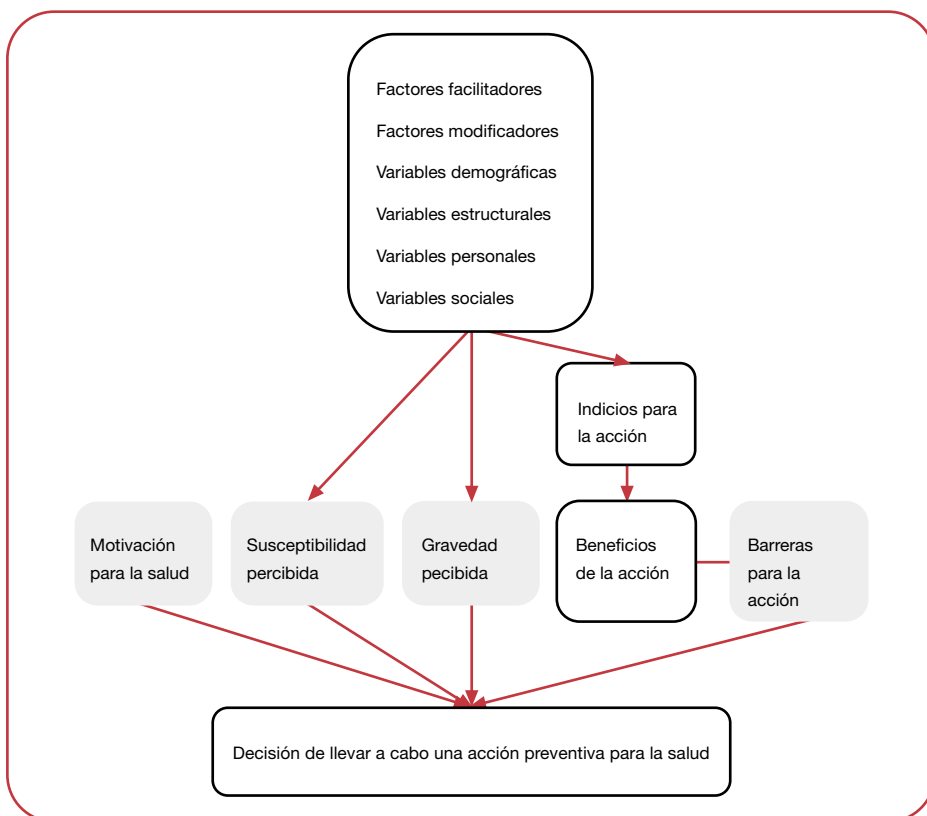 Factores facilitadores
Factores modificadores
Variables demográficas
Variables estructurales
Variables personales
Variables sociales
Indicios para
la acción
Motivación
para la salud
Susceptibilidad
percibida
Gravedad
pecibida
Beneficios
de la acción
Barreras
para la
acción
Decisión de llevar a cabo una acción preventiva para la salud